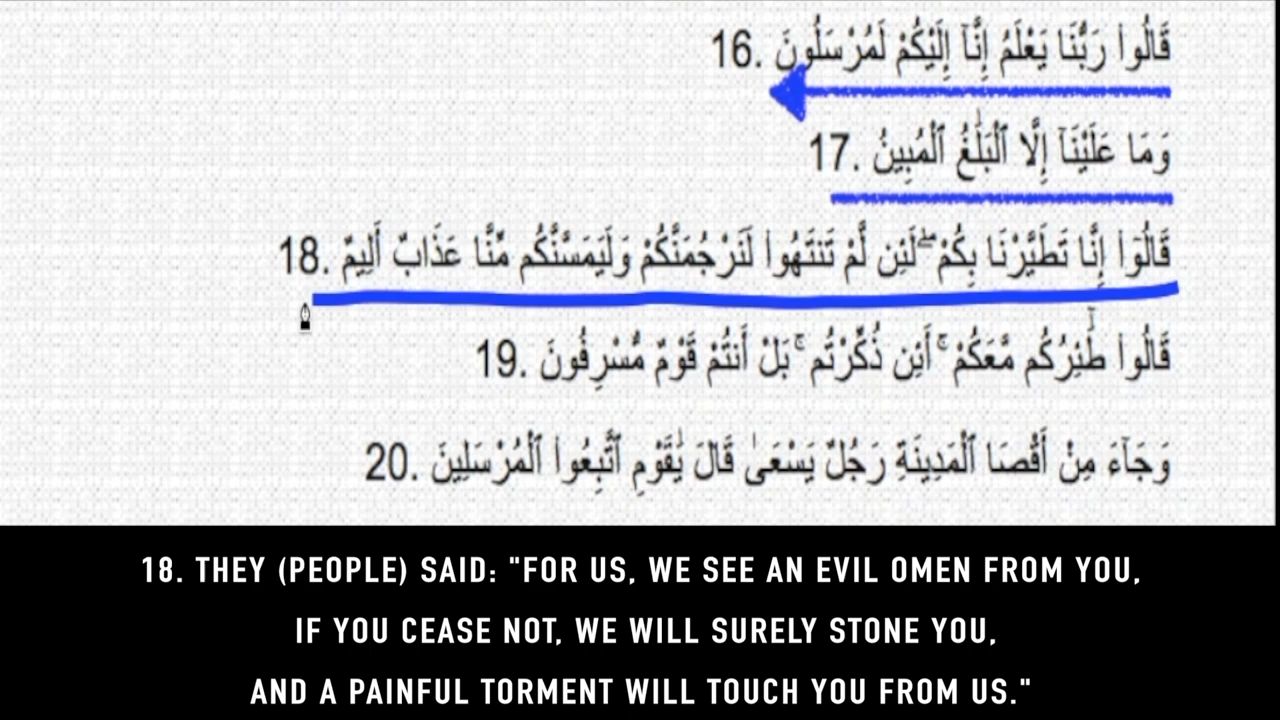 قَالُوا۟ رَبُّنَا يَعْلَمُ إِنَّآ إِلَيْكُمْ لَمُرْسَلُونَ .16
وَمَا عَلَيْنَآ إِلَّا ٱلْبَلَٰغُ ٱلْمُبِينُ .17
قَالُوٓا۟ إِنَّا تَطَيَّرْنَا بِكُمْ ۖ لَئِن لَّمْ تَنتَهُوا۟ لَنَرْجُمَنَّكُمْ وَلَيَمَسَّنَّكُم مِّنَّا عَذَابٌ أَلِيمٌ .18
قَالُوا۟ طَٰٓئِرُكُم مَّعَكُمْ ۚ أَئِن ذُكِّرْتُم ۚ بَلْ أَنتُمْ قَوْمٌ مُّسْرِفُونَ .19
وَجَآءَ مِنْ أَقْصَا ٱلْمَدِينَةِ رَجُلٌ يَسْعَىٰ قَالَ يَٰقَوْمِ ٱتَّبِعُوا۟ ٱلْمُرْسَلِينَ .20
18. THEY (PEOPLE) SAID: "FOR US, WE SEE AN EVIL OMEN FROM YOU,
IF YOU CEASE NOT, WE WILL SURELY STONE YOU,
AND A PAINFUL TORMENT WILL TOUCH YOU FROM US."